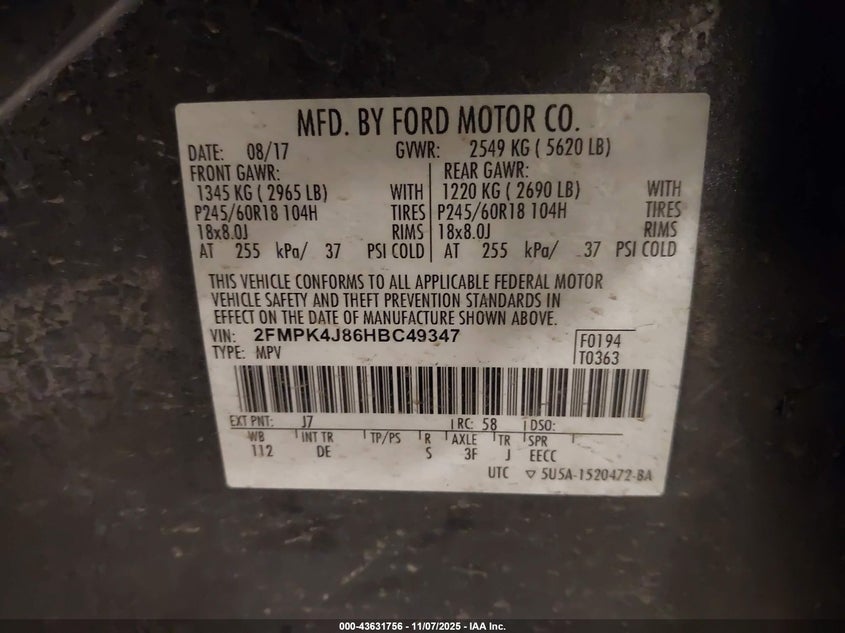 MFD. BY FORD MOTOR CO.
DATE: 08/17 GVWR: 2549 KG ( 5620 LB)
FRONT GAWR: REAR GAWR:
1345 KG ( 2965 LB) WITH 1220 KG ( 2690 LB) WITH
P245/60R18 104H TIRES P245/60R18 104H TIRES
18x8.0J RIMS 18x8.0J RIMS
AT 255 kPa/ 37 PSI COLD AT 255 kPa/ 37 PSI COLD
THIS VEHICLE CONFORMS TO ALL APPLICABLE FEDERAL MOTOR
VEHICLE SAFETY AND THEFT PREVENTION STANDARDS IN
EFFECT ON THE DATE OF MANUFACTURE SHOWN ABOVE.
VIN: 2FMPK4J86HBC49347 F0194
TYPE: MPV T0363
EXT PNT: J7 RC: 58 DSO:
WB INT TR TP/PS R AXLE TR SPR
112 DE S 3F J EECC
UTC ▽ 5U5A-1520472-BA
000-43631756 - 11/07/2025 - IAA Inc.